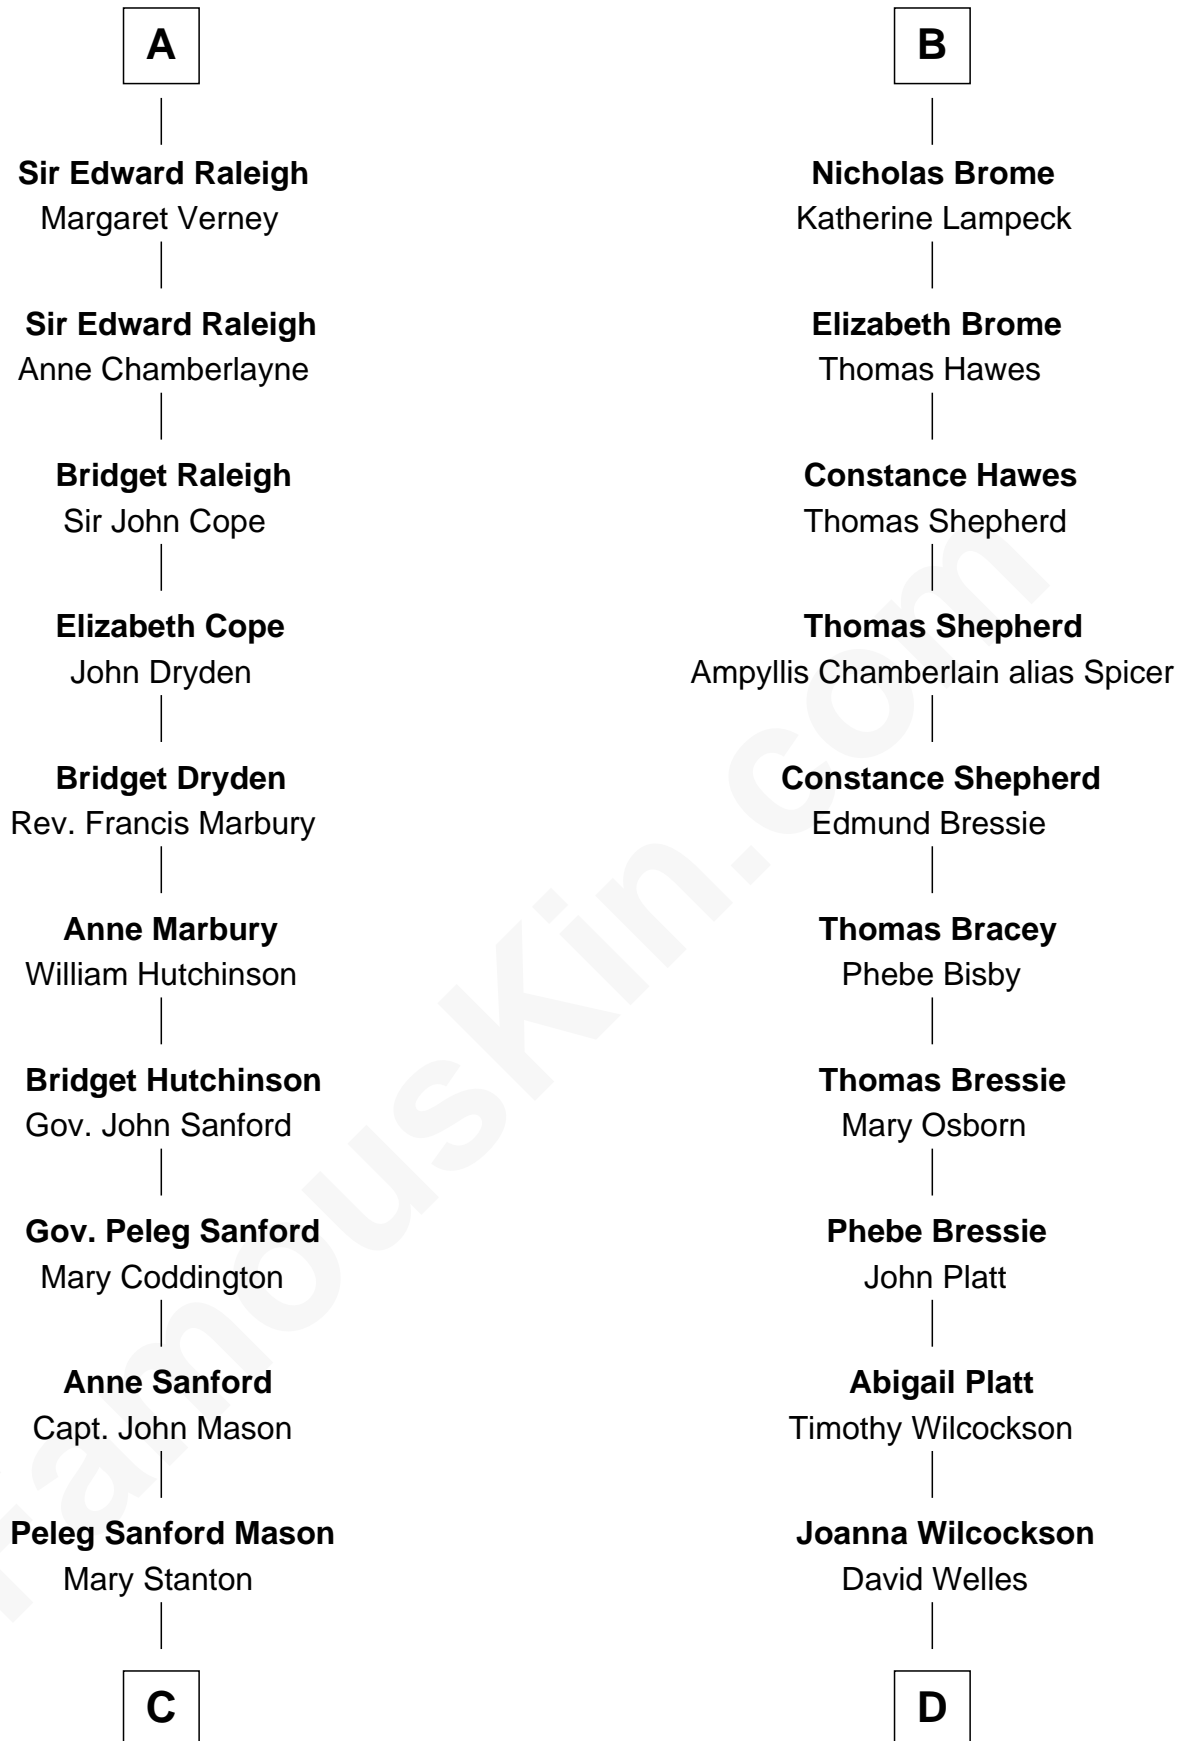 A
Sir Edward Raleigh
Margaret Verney
Sir Edward Raleigh
Anne Chamberlayne
Bridget Raleigh
Sir John Cope
Elizabeth Cope
John Dryden
Bridget Dryden
Rev. Francis Marbury
Anne Marbury
William Hutchinson
Bridget Hutchinson
Gov. John Sanford
Gov. Peleg Sanford
Mary Coddington
Anne Sanford
Capt. John Mason
Peleg Sanford Mason
Mary Stanton
C
B
Nicholas Brome
Katherine Lampeck
Elizabeth Brome
Thomas Hawes
Constance Hawes
Thomas Shepherd
Thomas Shepherd
Ampyllis Chamberlain alias Spicer
Constance Shepherd
Edmund Bressie
Thomas Bracey
Phebe Bisby
Thomas Bressie
Mary Osborn
Phebe Bressie
John Platt
Abigail Platt
Timothy Wilcockson
Joanna Wilcockson
David Welles
D
FamousKin.com